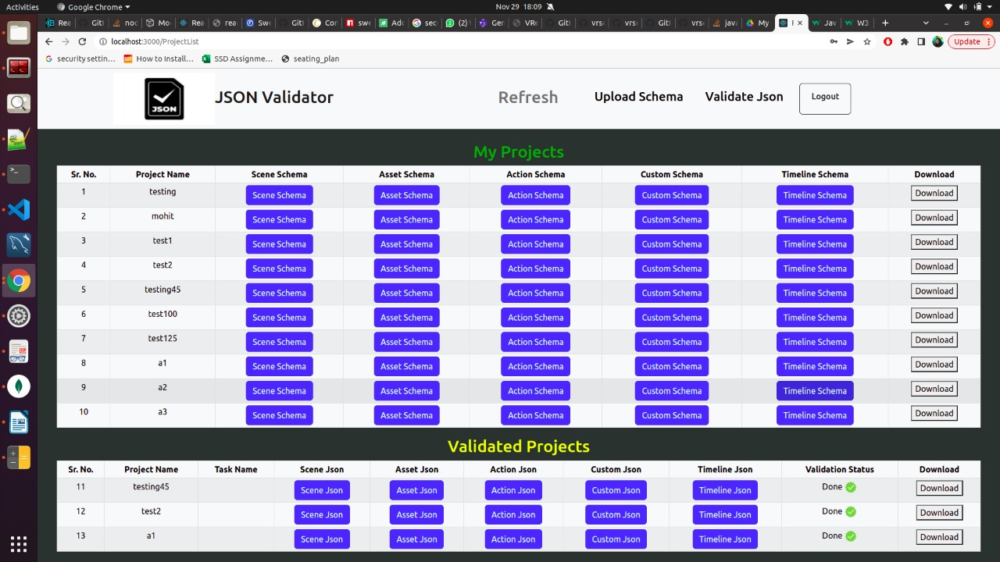 Activities Google Chrome Nov 29 18:09
Rea Git noc Mo Rea rea Swe Git Cor swe Ad sec (2) Ger VRe Git vrs vrs Git vrs java My F Jav W3
localhost:3000/ProjectList Update
security settin... How to Install... SSD Assignme... seating_plan
JSON JSON Validator Refresh Upload Schema Validate Json Logout
My Projects
Sr. No. Project Name Scene Schema Asset Schema Action Schema Custom Schema Timeline Schema Download
1 testing Scene Schema Asset Schema Action Schema Custom Schema Timeline Schema Download
2 mohit Scene Schema Asset Schema Action Schema Custom Schema Timeline Schema Download
3 test1 Scene Schema Asset Schema Action Schema Custom Schema Timeline Schema Download
4 test2 Scene Schema Asset Schema Action Schema Custom Schema Timeline Schema Download
5 testing45 Scene Schema Asset Schema Action Schema Custom Schema Timeline Schema Download
6 test100 Scene Schema Asset Schema Action Schema Custom Schema Timeline Schema Download
7 test125 Scene Schema Asset Schema Action Schema Custom Schema Timeline Schema Download
8 a1 Scene Schema Asset Schema Action Schema Custom Schema Timeline Schema Download
9 a2 Scene Schema Asset Schema Action Schema Custom Schema Timeline Schema Download
10 a3 Scene Schema Asset Schema Action Schema Custom Schema Timeline Schema Download
Validated Projects
Sr. No. Project Name Task Name Scene Json Asset Json Action Json Custom Json Timeline Json Validation Status Download
11 testing45 Scene Json Asset Json Action Json Custom Json Timeline Json Done Download
12 test2 Scene Json Asset Json Action Json Custom Json Timeline Json Done Download
13 a1 Scene Json Asset Json Action Json Custom Json Timeline Json Done Download